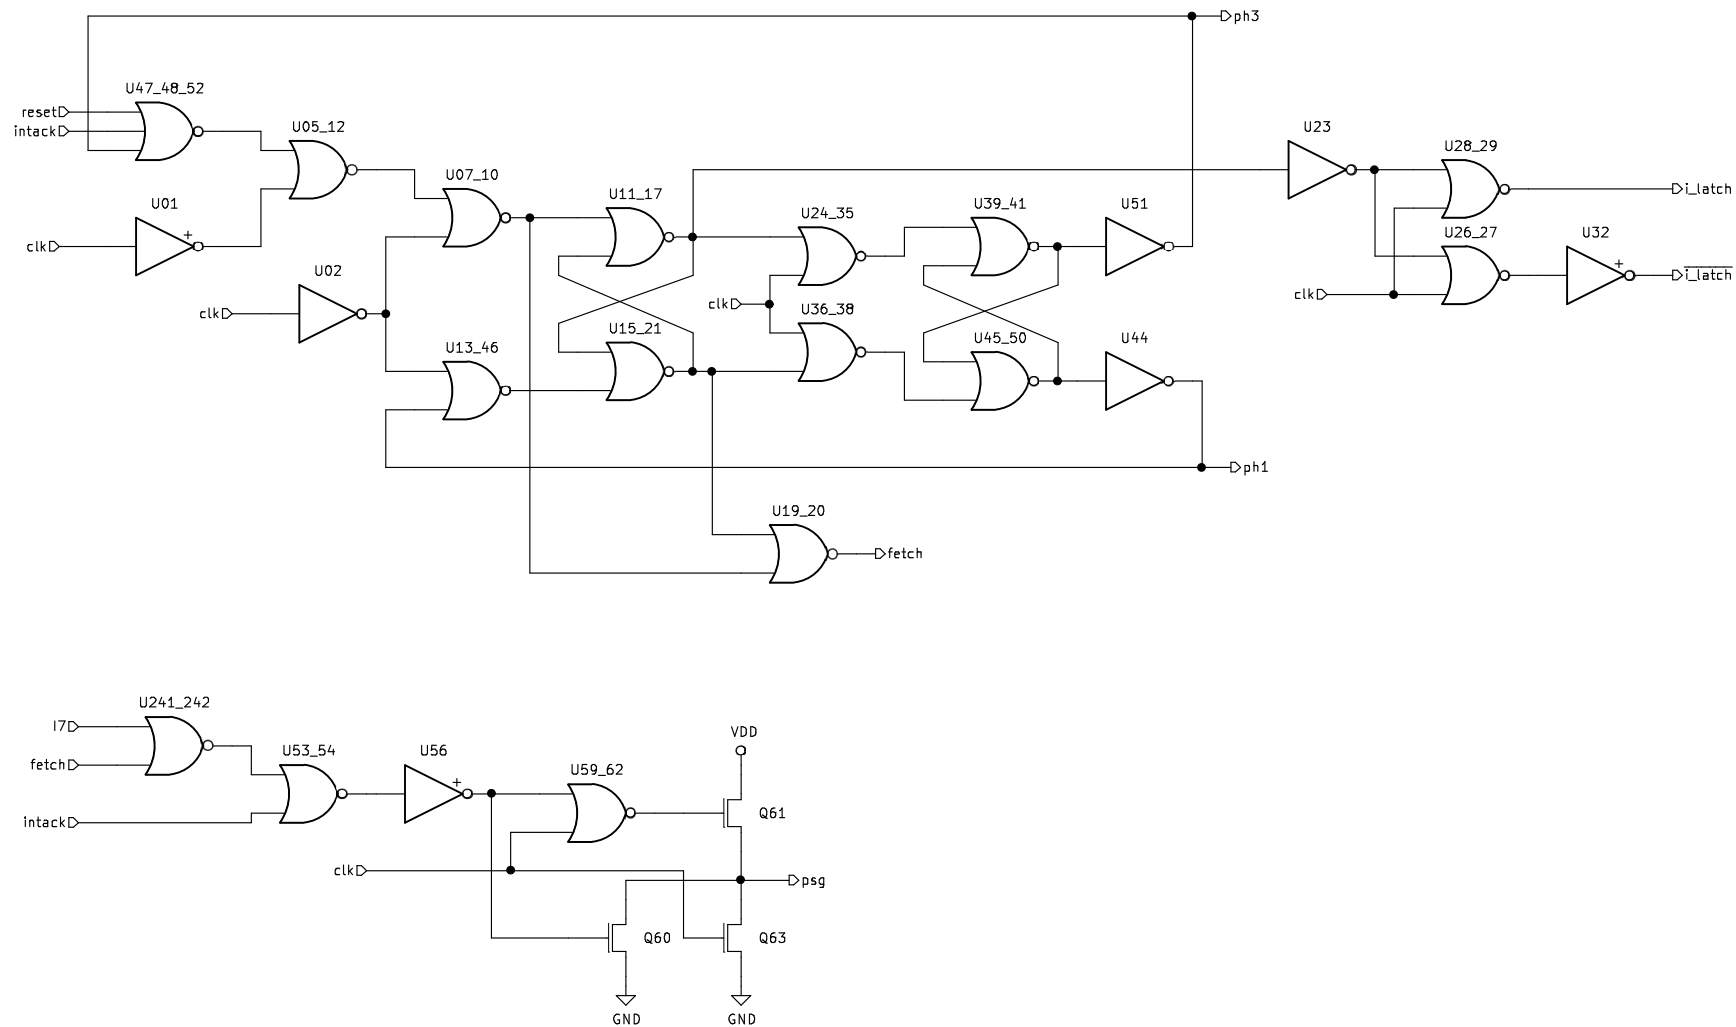 ph3
U47_48_52
reset
intack
U05_12
U23
U28_29
U07_10
U11_17
U01
U24_35
U39_41
U51
i_latch
+
clk
U02
U26_27
U32
+
i_latch
clk
clk
clk
U36_38
U13_46
U15_21
U45_50
U44
ph1
U19_20
fetch
U241_242
I7
fetch
U53_54
U56
+
U59_62
VDD
intack
Q61
clk
psg
Q60
Q63
GND
GND